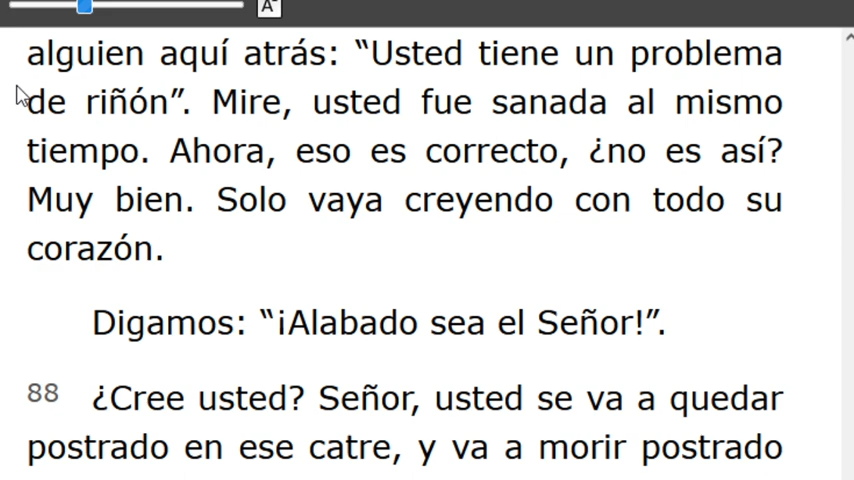 A
alguien aquí atrás: “Usted tiene un problema
de riñón”. Mire, usted fue sanada al mismo
tiempo. Ahora, eso es correcto, ¿no es así?
Muy bien. Solo vaya creyendo con todo su
corazón.
Digamos: “¡Alabado sea el Señor!”.
88 ¿Cree usted? Señor, usted se va a quedar
postrado en ese catre, y va a morir postrado